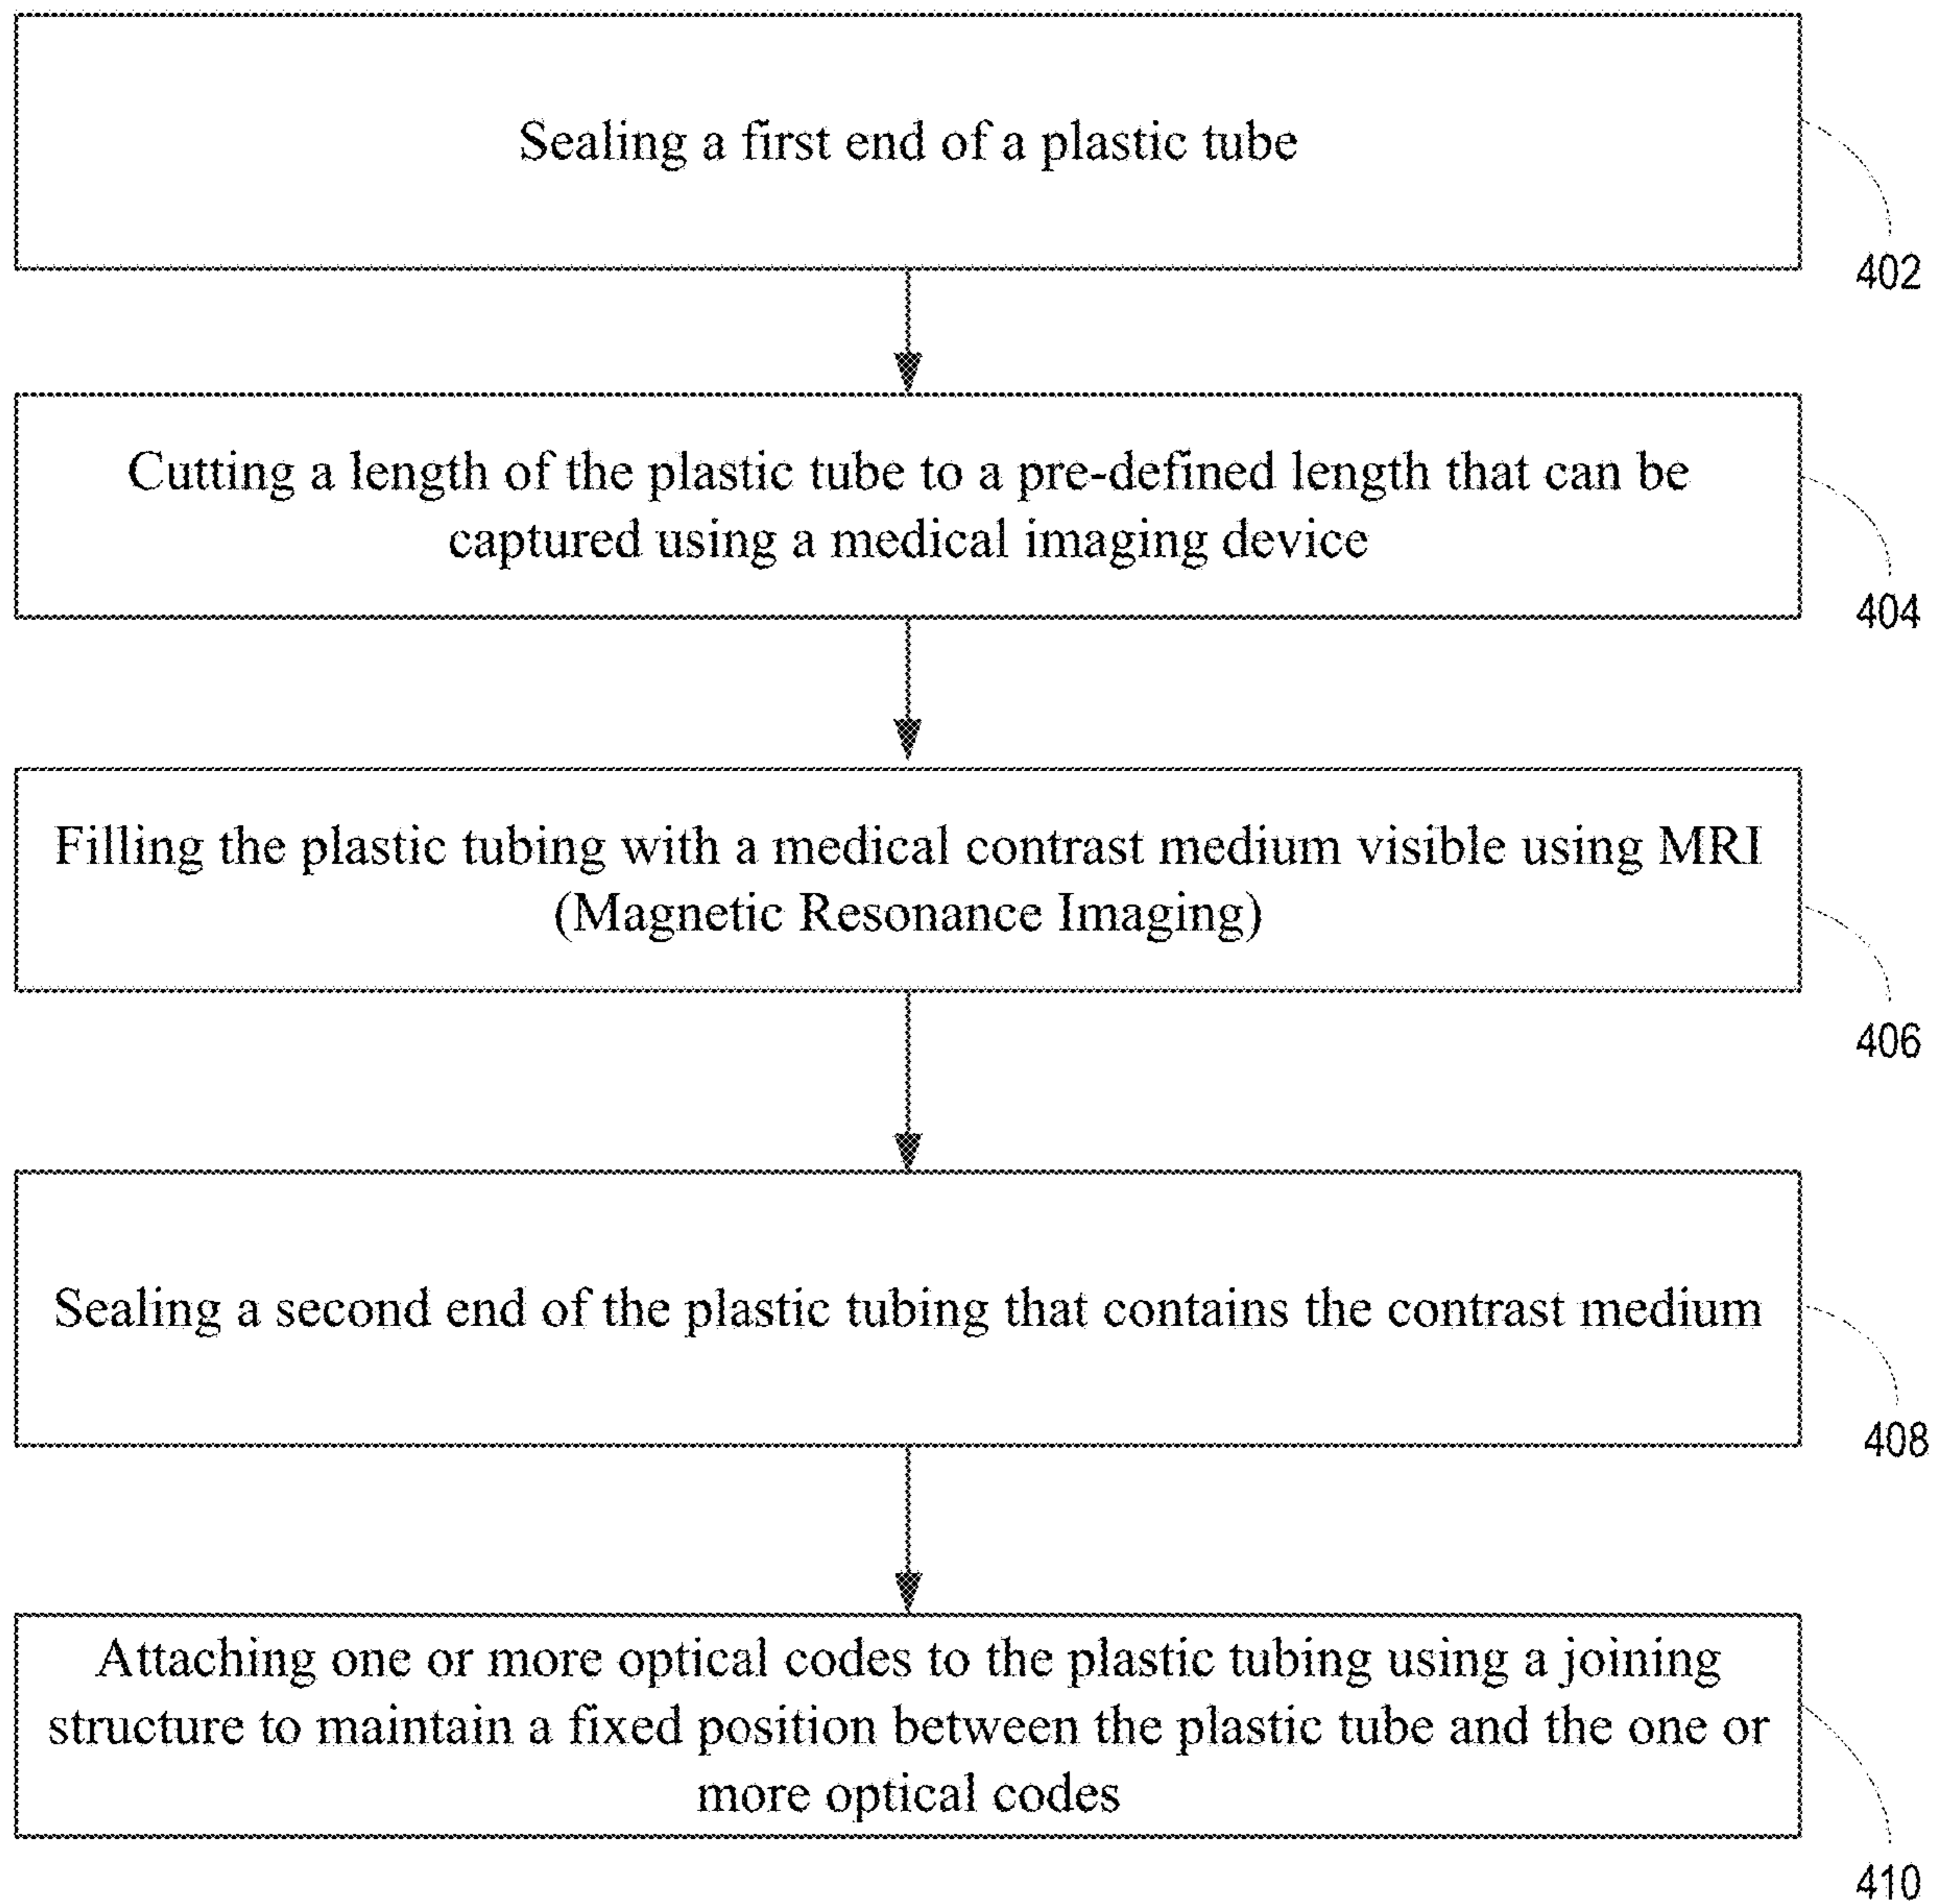 Sealing a first end of a plastic tube
402
Cutting a length of the plastic tube to a pre-defined length that can be
captured using a medical imaging device
404
Filling the plastic tubing with a medical contrast medium visible using MRI
(Magnetic Resonance Imaging)
406
Sealing a second end of the plastic tubing that contains the contrast medium
408
Attaching one or more optical codes to the plastic tubing using a joining
structure to maintain a fixed position between the plastic tube and the one or
more optical codes
410